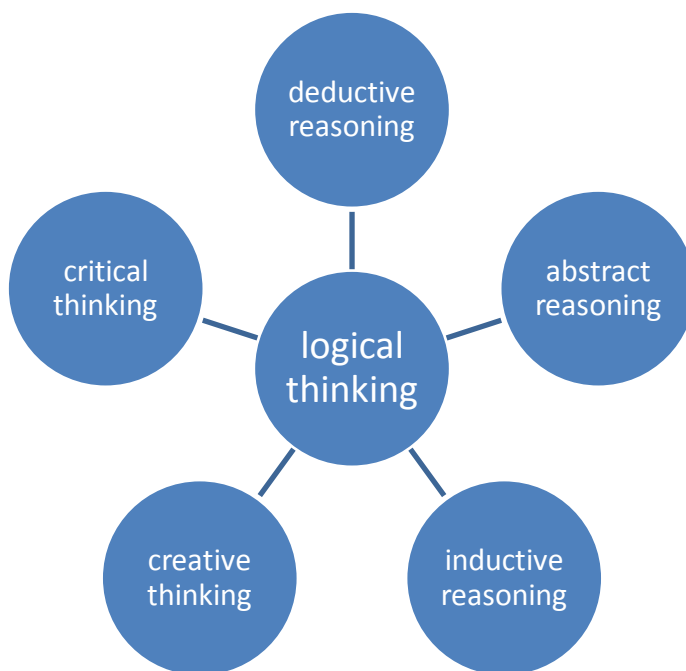 deductive
reasoning
critical
thinking
abstract
reasoning
logical
thinking
creative
thinking
inductive
reasoning